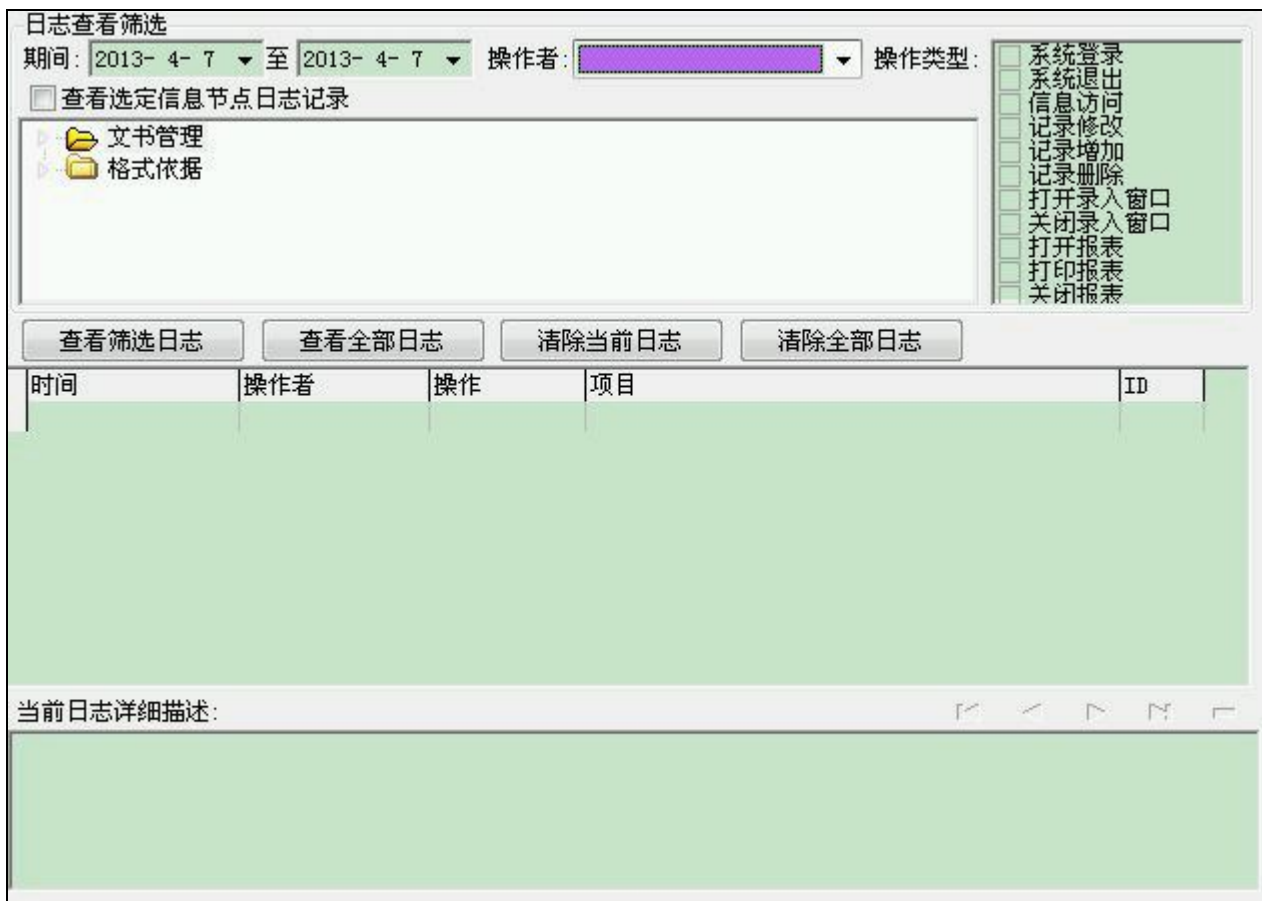 日志查看筛选
期间: 2013- 4- 7 至 2013- 4- 7 操作者: 操作类型:
系统登录
系统退出
信息访问
记录修改
记录增加
记录删除
打开录入窗口
关闭录入窗口
打开报表
打印报表
关闭报表
查看选定信息节点日志记录
文书管理
格式依据
查看筛选日志 查看全部日志 清除当前日志 清除全部日志
时间 操作者 操作 项目 ID
当前日志详细描述: